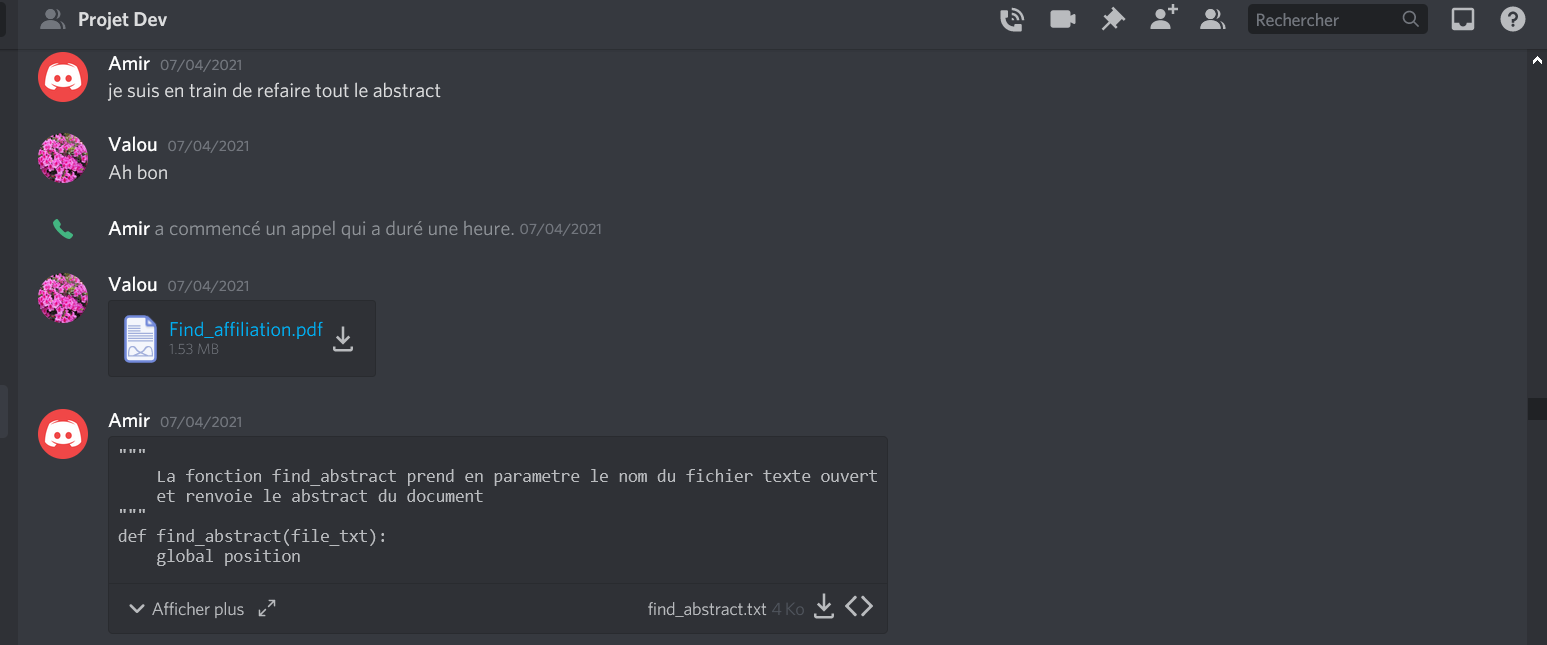 Projet Dev
Rechercher
Amir 07/04/2021
je suis en train de refaire tout le abstract
Valou 07/04/2021
Ah bon
Amir a commencé un appel qui a duré une heure. 07/04/2021
Valou 07/04/2021
Find_affiliation.pdf
1.53 MB
Amir 07/04/2021
"""
    La fonction find_abstract prend en parametre le nom du fichier texte ouvert
    et renvoie le abstract du document
"""
def find_abstract(file_txt):
    global position
Afficher plus
find_abstract.txt 4 Ko